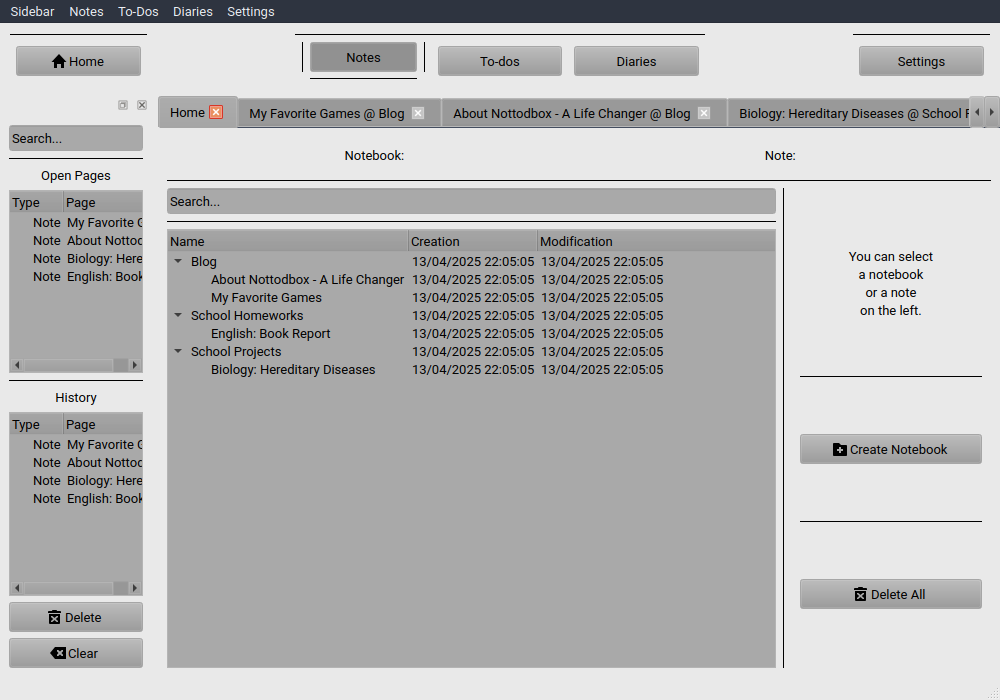 Sidebar Notes To-Dos Diaries Settings
Home Notes To-dos Diaries Settings
Home My Favorite Games @ Blog About Nottodbox - A Life Changer @ Blog Biology: Hereditary Diseases @ School
Search...
Open Pages
Type Page
Note My Favorite G
Note About Nottod
Note Biology: Here
Note English: Book
History
Type Page
Note My Favorite G
Note About Nottod
Note Biology: Here
Note English: Book
Delete
Clear
Notebook: Note:
Search...
Name Creation Modification
Blog 13/04/2025 22:05:05 13/04/2025 22:05:05
About Nottodbox - A Life Changer 13/04/2025 22:05:05 13/04/2025 22:05:05
My Favorite Games 13/04/2025 22:05:05 13/04/2025 22:05:05
School Homeworks 13/04/2025 22:05:05 13/04/2025 22:05:05
English: Book Report 13/04/2025 22:05:05 13/04/2025 22:05:05
School Projects 13/04/2025 22:05:05 13/04/2025 22:05:05
Biology: Hereditary Diseases 13/04/2025 22:05:05 13/04/2025 22:05:05
You can select
a notebook
or a note
on the left.
Create Notebook
Delete All